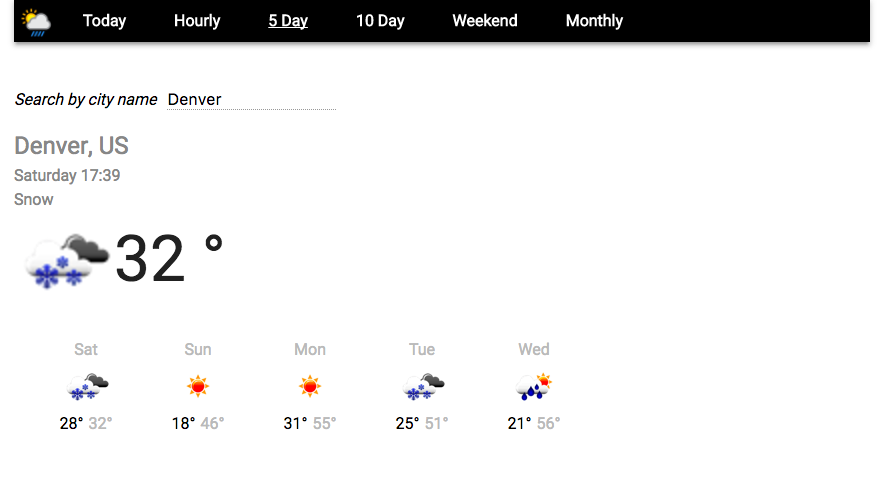 Today Hourly 5 Day 10 Day Weekend Monthly
Search by city name Denver
Denver, US
Saturday 17:39
Snow
32 °
Sat Sun Mon Tue Wed
28° 32° 18° 46° 31° 55° 25° 51° 21° 56°